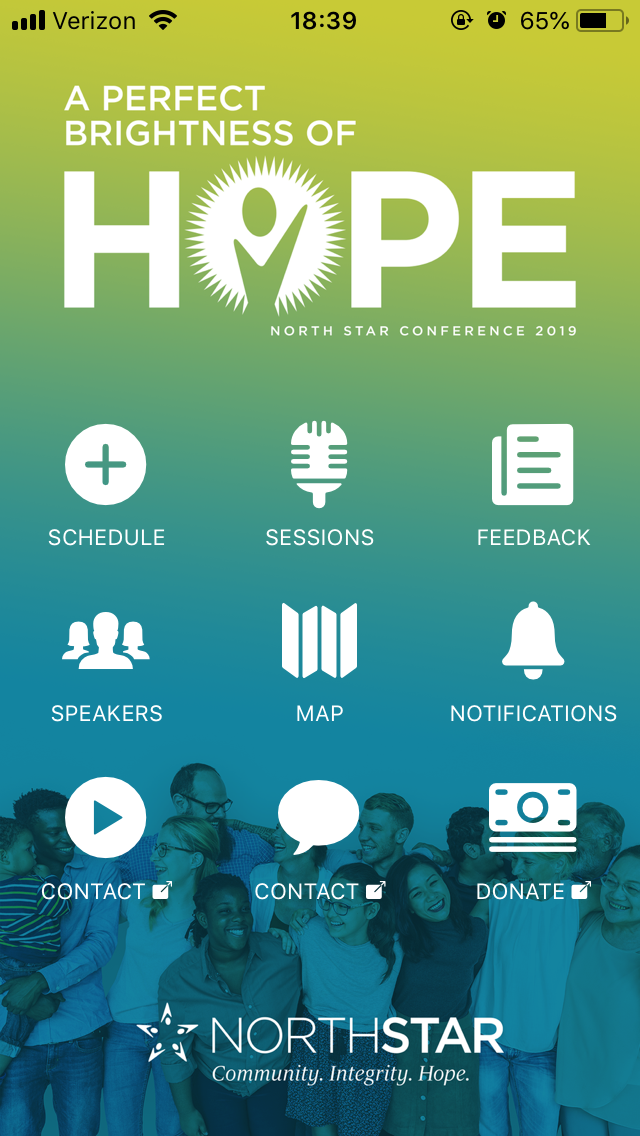 Verizon 18:39 65%
A PERFECT
BRIGHTNESS OF
HOPE
NORTH STAR CONFERENCE 2019
SCHEDULE SESSIONS FEEDBACK
SPEAKERS MAP NOTIFICATIONS
CONTACT CONTACT DONATE
NORTHSTAR
Community. Integrity. Hope.